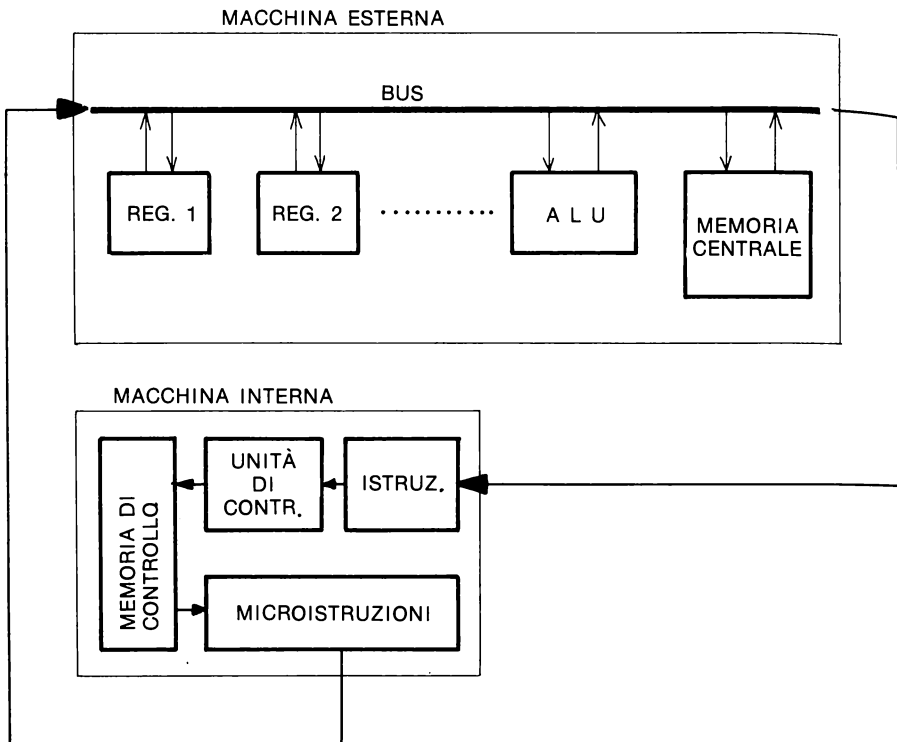 MACCHINA ESTERNA
BUS
REG. 1
REG. 2
...........
ALU
MEMORIA
CENTRALE
MACCHINA INTERNA
MEMORIA DI
CONTROLLO
UNITÀ
DI
CONTR.
ISTRUZ.
MICROISTRUZIONI